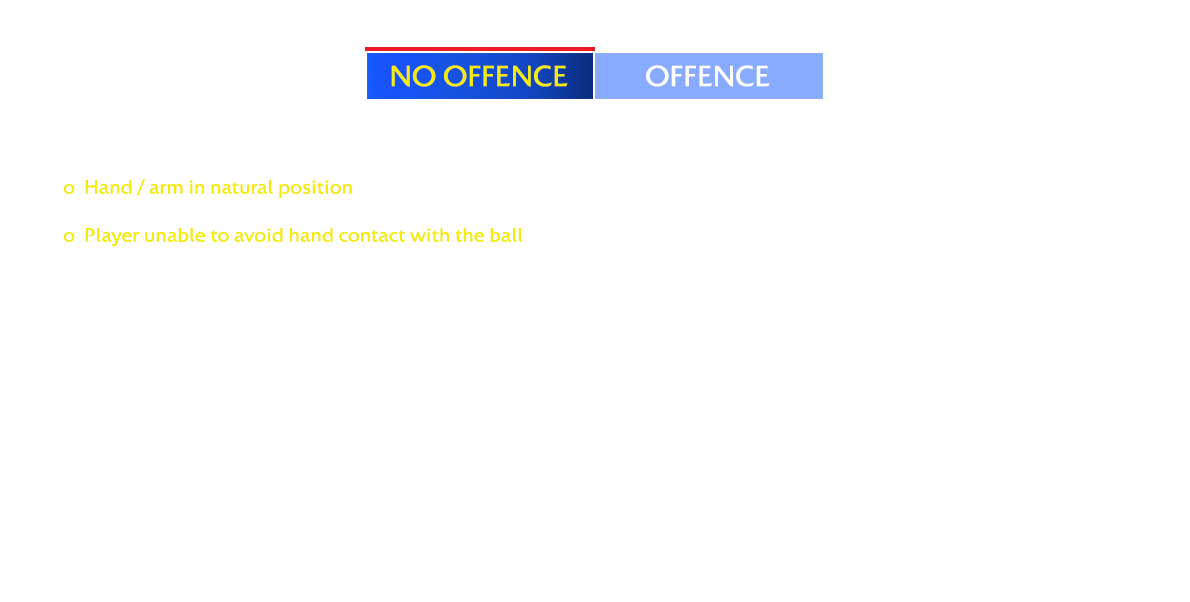 NO OFFENCE OFFENCE
o Hand / arm in natural position
o Player unable to avoid hand contact with the ball